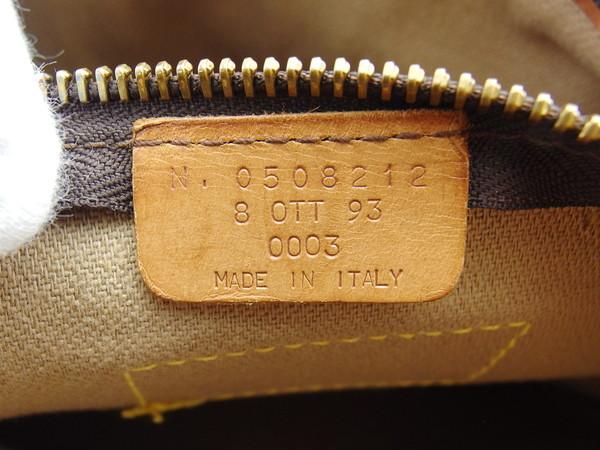 N. 0508212
8 OTT 93
0003
MADE IN ITALY